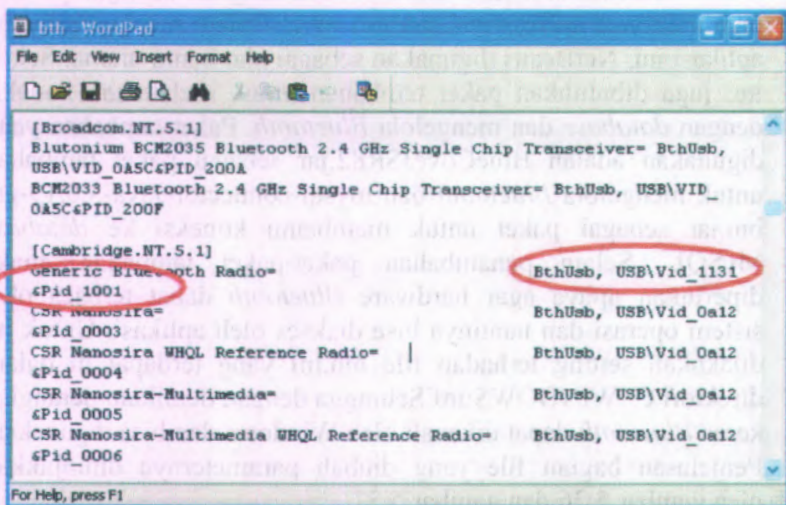 bth - WordPad
File Edit View Insert Format Help
[Broadcom.NT.5.1]
Blutonium BCM2035 Bluetooth 2.4 GHz Single Chip Transceiver= BthUsb,
USB\VID_0A5C&PID_200A
BCM2033 Bluetooth 2.4 GHz Single Chip Transceiver= BthUsb, USB\VID_
0A5C&PID_200F
[Cambridge.NT.5.1]
Generic Bluetooth Radio= BthUsb, USB\Vid_1131
&Pid_1001
CSR Nanosira= BthUsb, USB\Vid_0a12
&Pid_0003
CSR Nanosira WHQL Reference Radio= BthUsb, USB\Vid_0a12
&Pid_0004
CSR Nanosira-Multimedia= BthUsb, USB\Vid_0a12
&Pid_0005
CSR Nanosira-Multimedia WHQL Reference Radio= BthUsb, USB\Vid_0a12
&Pid_0006
For Help, press F1